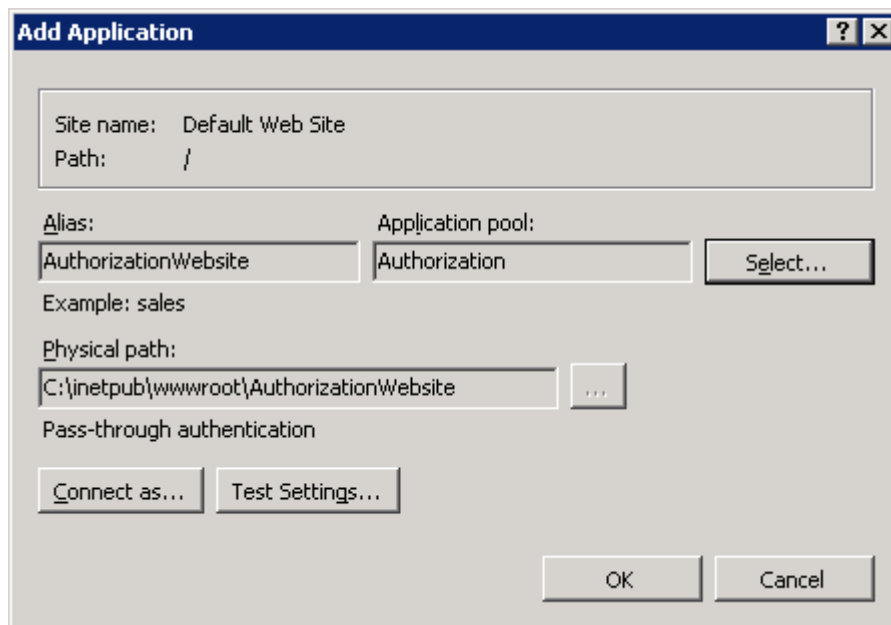 Add Application
Site name: Default Web Site
Path: /
Alias: Application pool:
AuthorizationWebsite Authorization Select...
Example: sales
Physical path:
C:\inetpub\wwwroot\AuthorizationWebsite ...
Pass-through authentication
Connect as... Test Settings...
OK Cancel